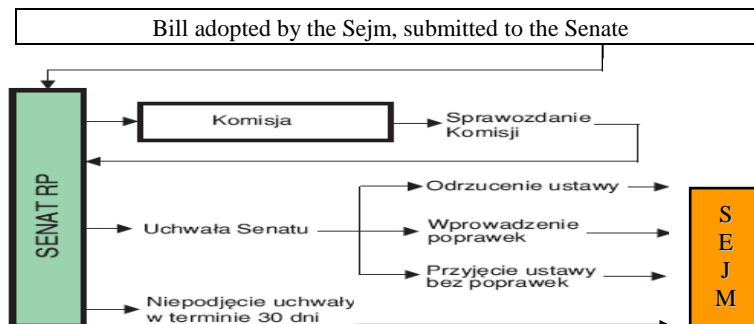 Bill adopted by the Sejm, submitted to the Senate
SENAT RP
Komisja
Sprawozdanie
Komisji
Uchwała Senatu
Odrzucenie ustawy
Wprowadzenie
poprawek
Przyjęcie ustawy
bez poprawek
Niepodjęcie uchwały
w terminie 30 dni
S
E
J
M